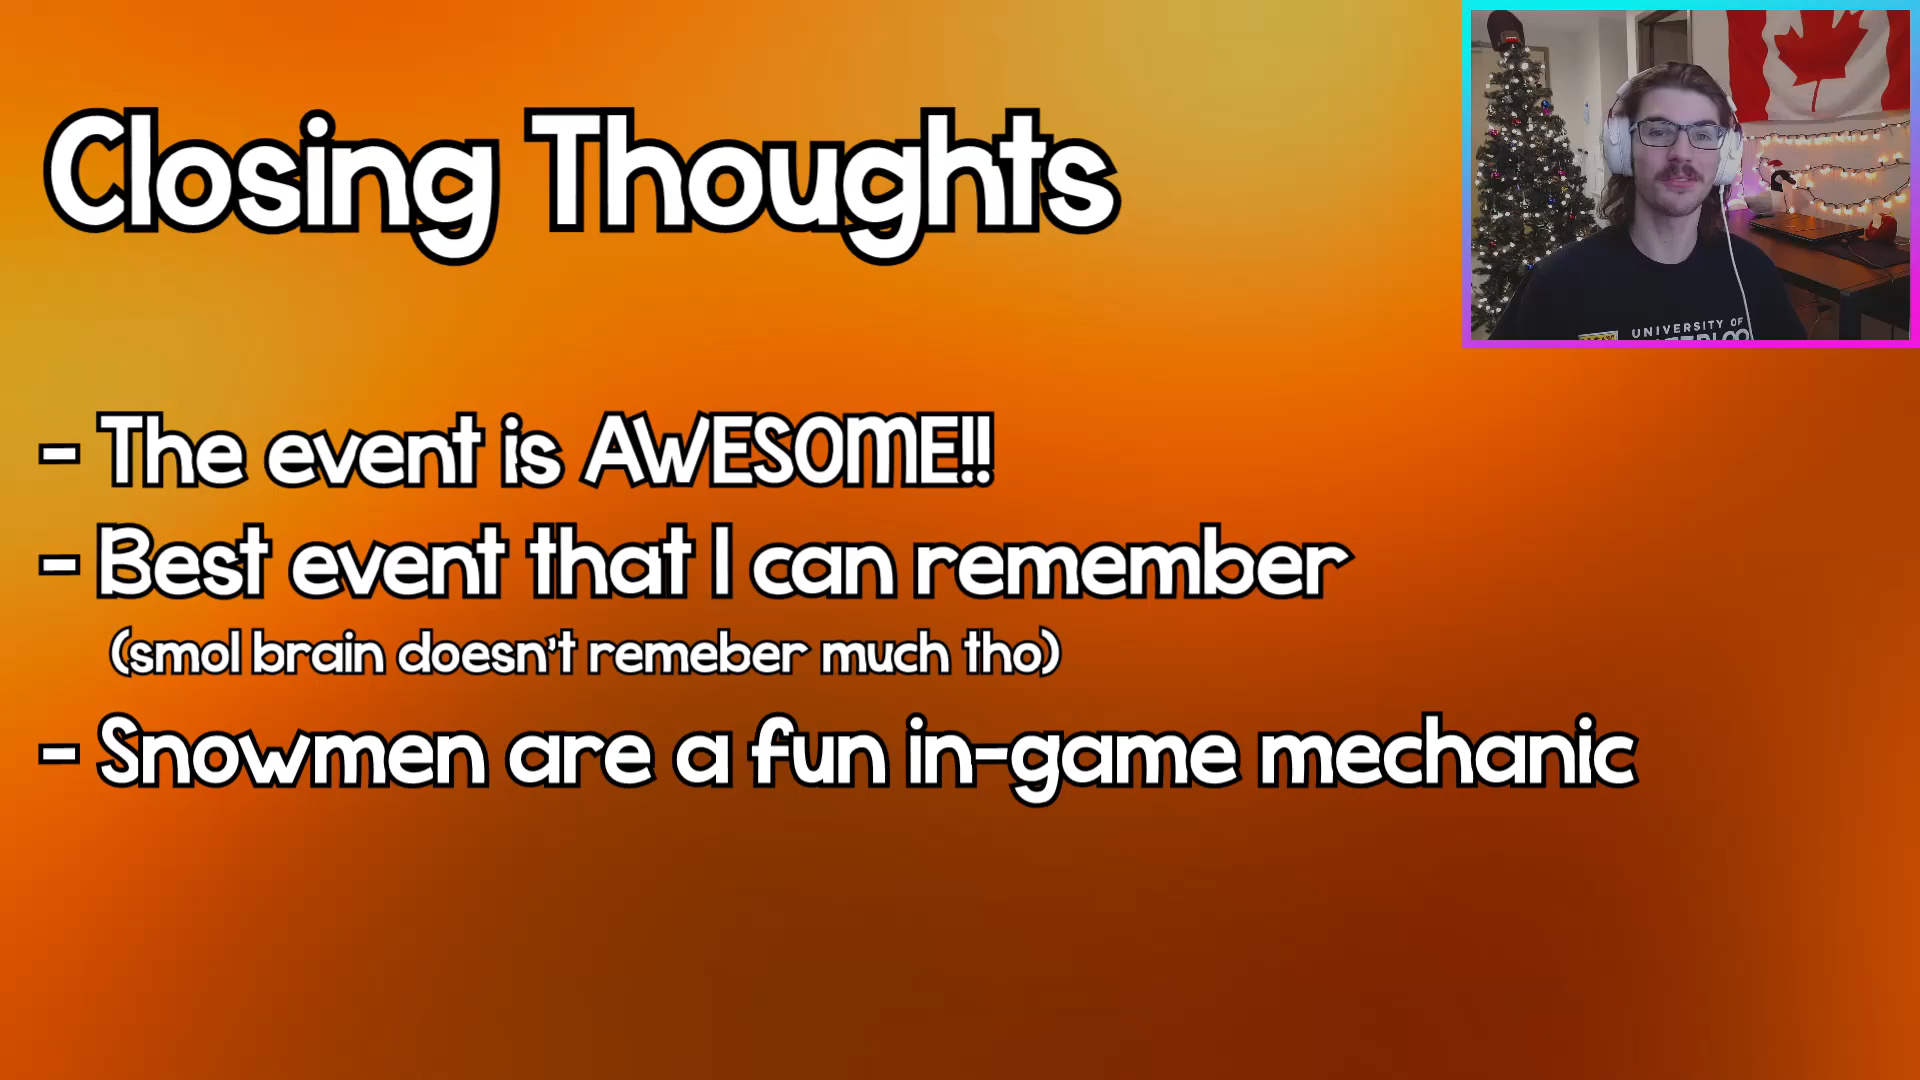 Closing Thoughts
UNIVERSITY OF
- The event is AWESOME!!
- Best event that I can remember
(smol brain doesn't remeber much tho)
- Snowmen are a fun in-game mechanic